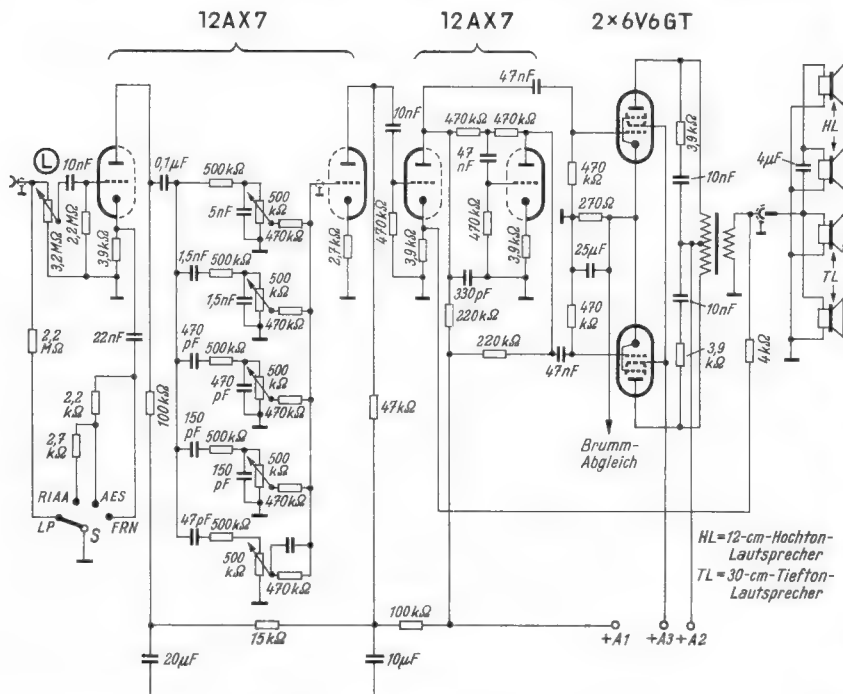 12AX7
12AX7
2×6V6GT
L
10nF
3,2MΩ
2,2MΩ
3,9kΩ
22nF
2,2
MΩ
2,2
kΩ
2,7
kΩ
RIAA
AES
LP
S
FRN
100kΩ
0,1µF
500kΩ
5nF
500
kΩ
470kΩ
1,5nF
500kΩ
1,5nF
500
kΩ
470kΩ
470
pF
500kΩ
470
pF
500
kΩ
470kΩ
150
pF
500kΩ
150
pF
500
kΩ
470kΩ
47pF
500kΩ
500
kΩ
470kΩ
2,7kΩ
10nF
470kΩ
47kΩ
3,9kΩ
470kΩ
470kΩ
47
nF
470kΩ
3,9kΩ
330pF
220kΩ
220kΩ
47nF
47nF
470
kΩ
270Ω
25µF
470
kΩ
Brumm-
Abgleich
3,9kΩ
10nF
10nF
3,9
kΩ
4kΩ
4µF
HL
TL
HL=12-cm-Hochton-
Lautsprecher
TL=30-cm-Tiefton-
Lautsprecher
15kΩ
100kΩ
20µF
10µF
+A1
+A3
+A2